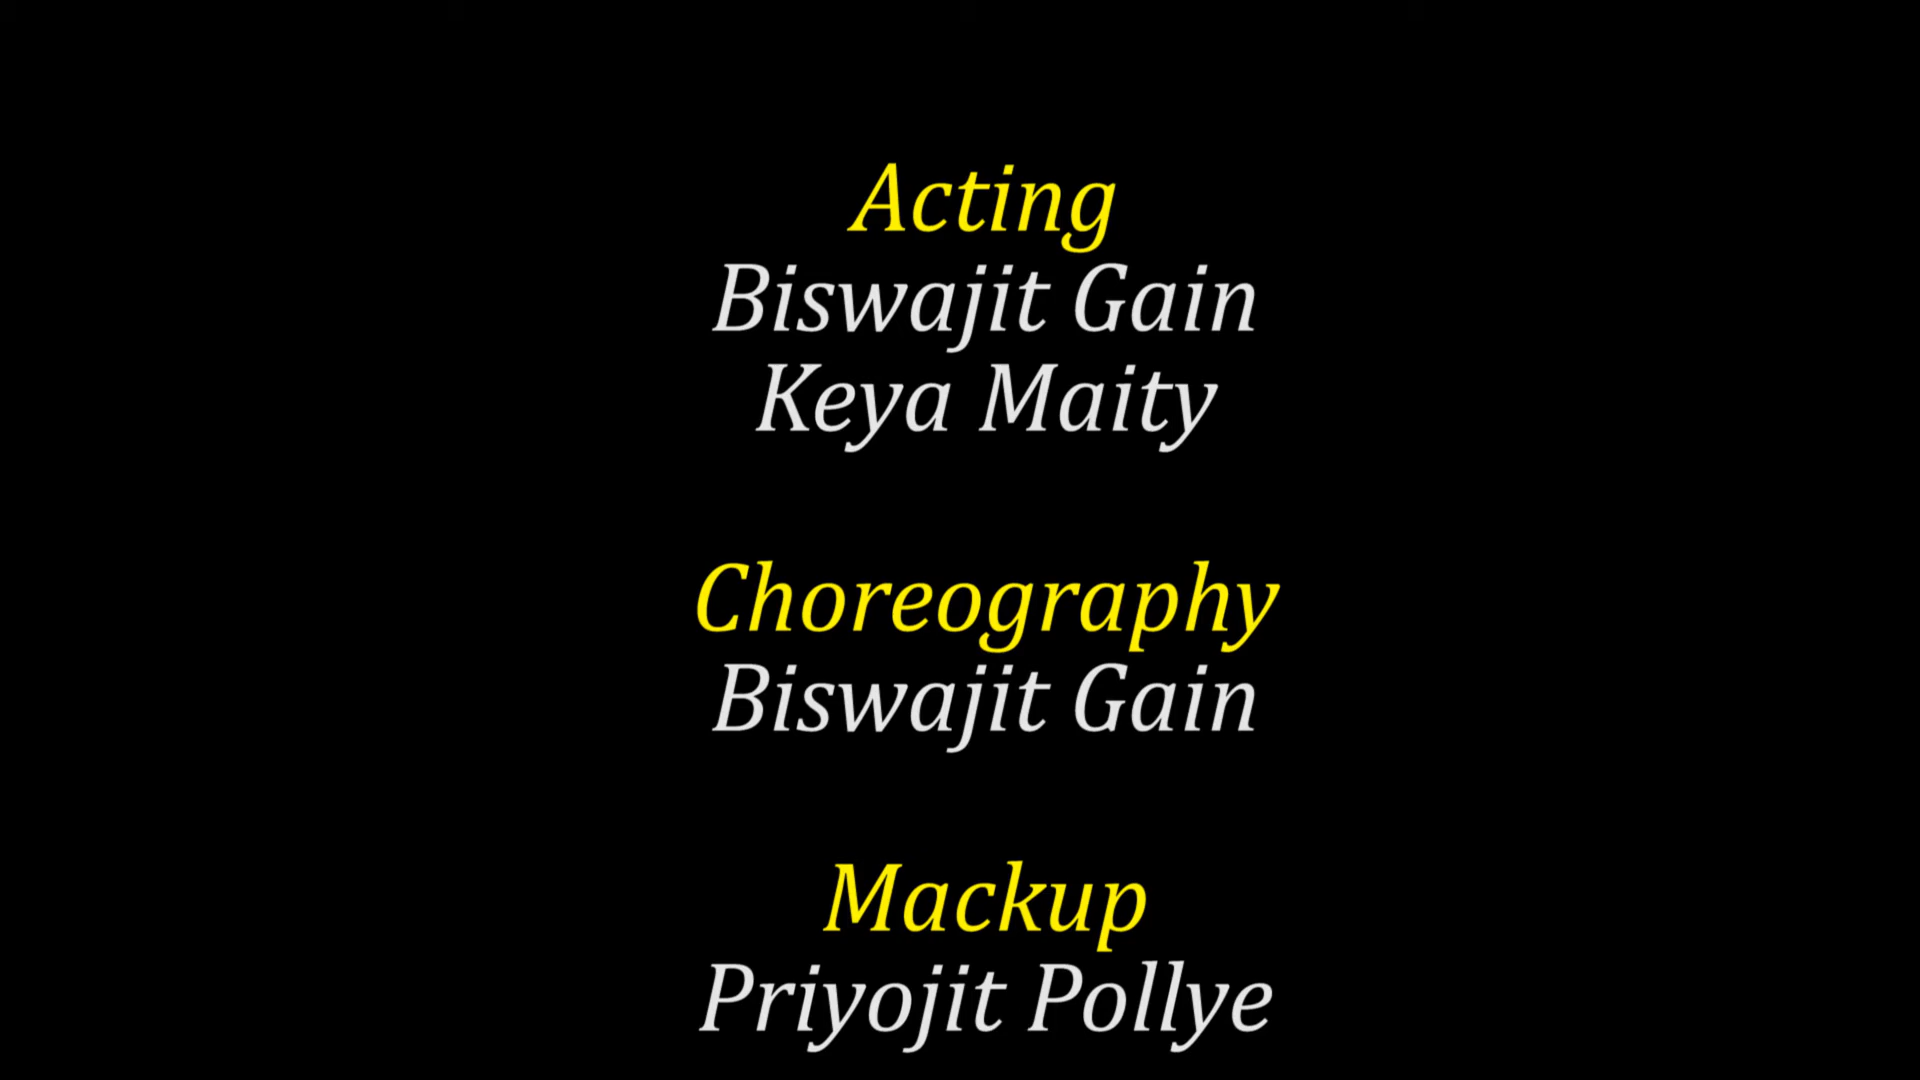 Acting
Biswajit Gain
Keya Maity
Choreography
Biswajit Gain
Mackup
Priyojit Pollye